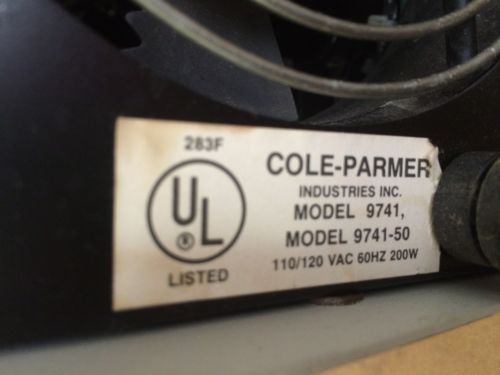 283F
UL
®
LISTED
COLE-PARMER
INDUSTRIES INC.
MODEL 9741,
MODEL 9741-50
110/120 VAC 60HZ 200W